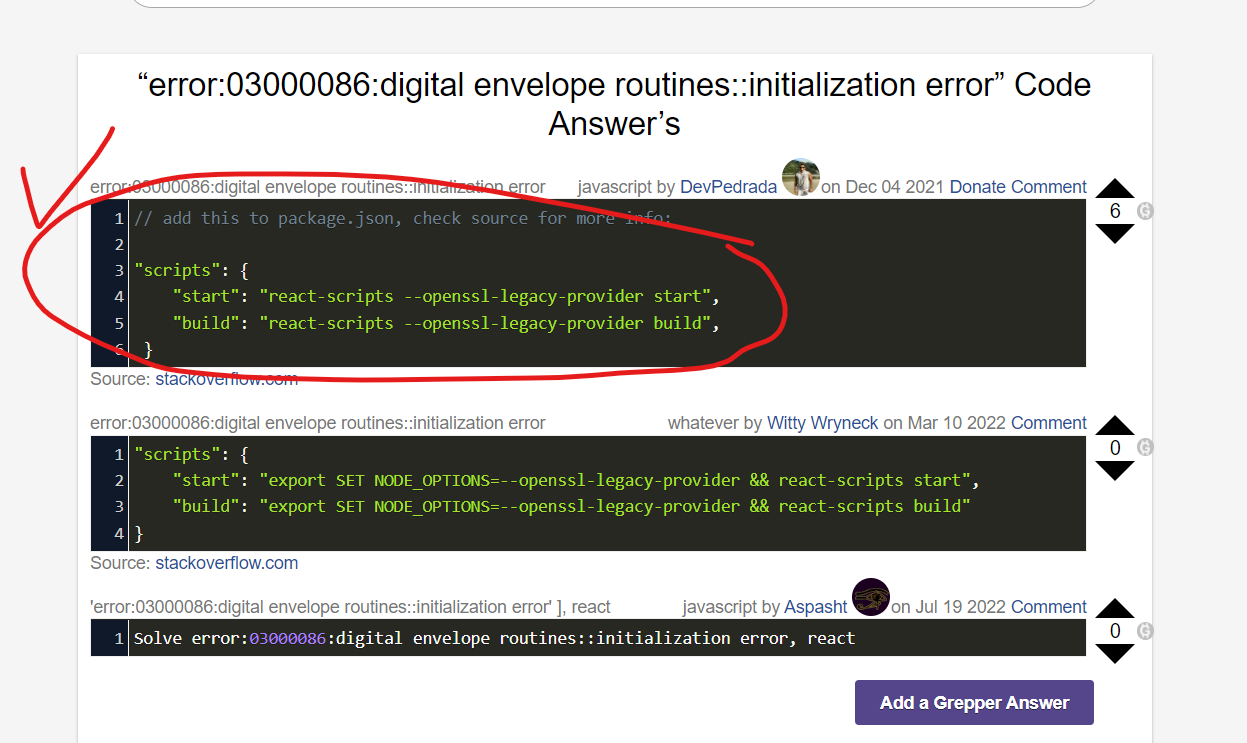 “error:03000086:digital envelope routines::initialization error” Code
Answer’s
error:03000086:digital envelope routines::initialization error javascript by DevPedrada on Dec 04 2021 Donate Comment
6
1 // add this to package.json, check source for more info:
2
3 "scripts": {
4 "start": "react-scripts --openssl-legacy-provider start",
5 "build": "react-scripts --openssl-legacy-provider build",
6 }
Source: stackoverflow.com
error:03000086:digital envelope routines::initialization error whatever by Witty Wryneck on Mar 10 2022 Comment
0
1 "scripts": {
2 "start": "export SET NODE_OPTIONS=--openssl-legacy-provider && react-scripts start",
3 "build": "export SET NODE_OPTIONS=--openssl-legacy-provider && react-scripts build"
4 }
Source: stackoverflow.com
'error:03000086:digital envelope routines::initialization error' ], react javascript by Aspasht on Jul 19 2022 Comment
0
1 Solve error:03000086:digital envelope routines::initialization error, react
Add a Grepper Answer